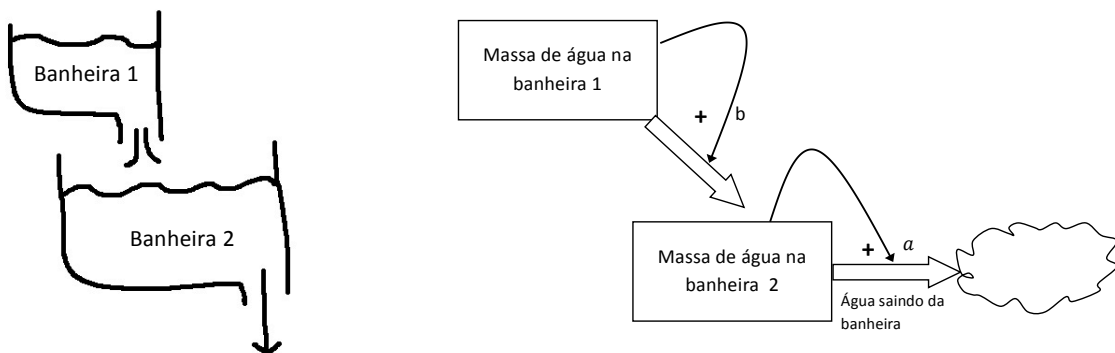 Banheira 1
Banheira 2
Massa de água na
banheira 1
+
b
Massa de água na
banheira 2
+
a
Água saindo da
banheira